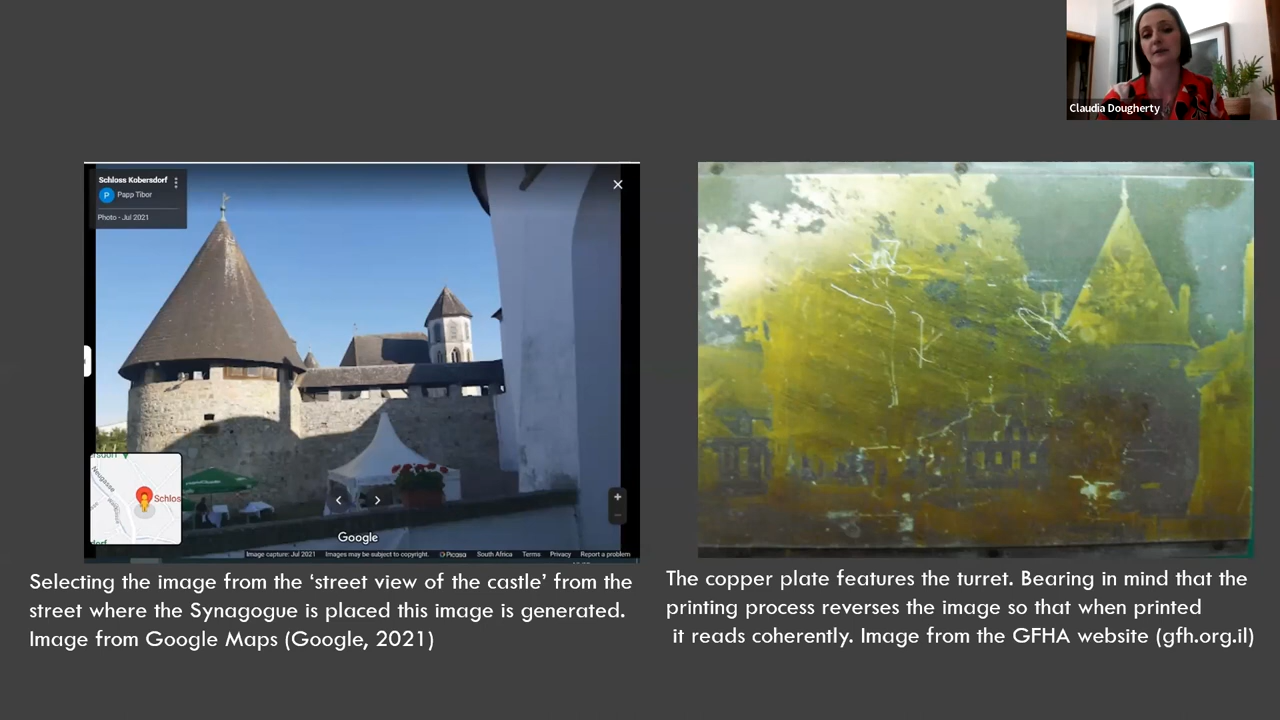 Claudia Dougherty
Schloss Kobersdorf
P Papp Tibor
Photo - Jul 2021
Neugasse
Schlos
Google
Image capture: Jul 2021 Images may be subject to copyright. Picasa South Africa Terms Privacy Report a problem
Selecting the image from the ‘street view of the castle’ from the
street where the Synagogue is placed this image is generated.
Image from Google Maps (Google, 2021)
The copper plate features the turret. Bearing in mind that the
printing process reverses the image so that when printed
it reads coherently. Image from the GFHA website (gfh.org.il)